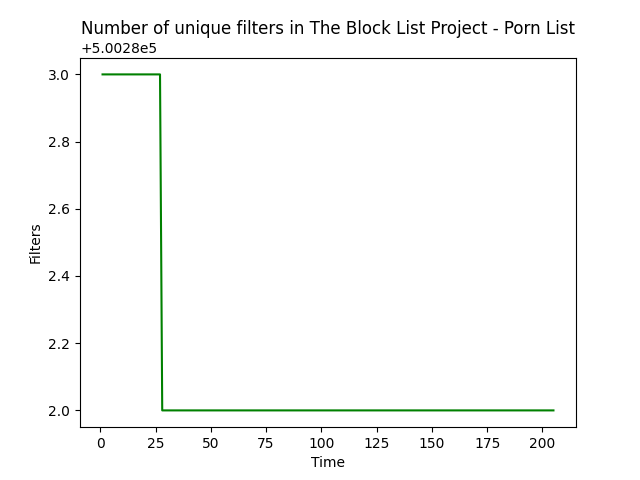 Number of unique filters in The Block List Project - Porn List
+5.0028e5
3.0
2.8
2.6
2.4
2.2
2.0
Filters
0 25 50 75 100 125 150 175 200
Time